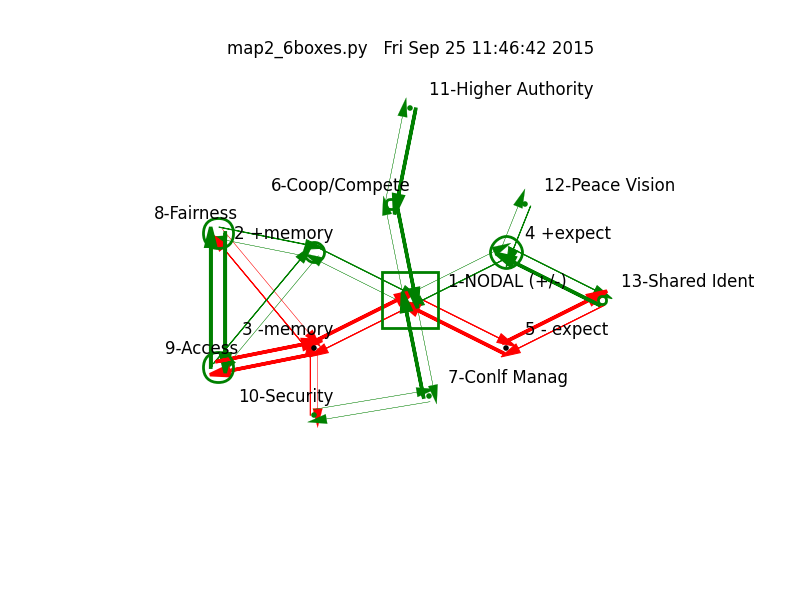 map2_6boxes.py   Fri Sep 25 11:46:42 2015
11-Higher Authority
6-Coop/Compete
12-Peace Vision
8-Fairness
2 +memory
4 +expect
1-NODAL (+/-)
13-Shared Ident
3 -memory
5 - expect
9-Access
7-Conlf Manag
10-Security